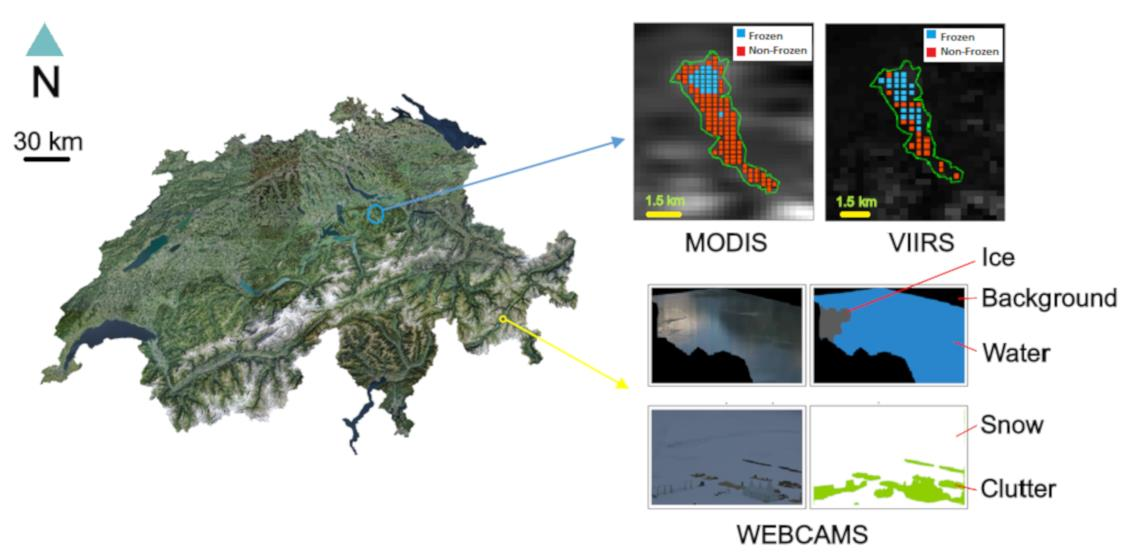 N
30 km
Frozen
Non-Frozen
1.5 km
MODIS
Frozen
Non-Frozen
1.5 km
VIIRS
Ice
Background
Water
Snow
Clutter
WEBCAMS